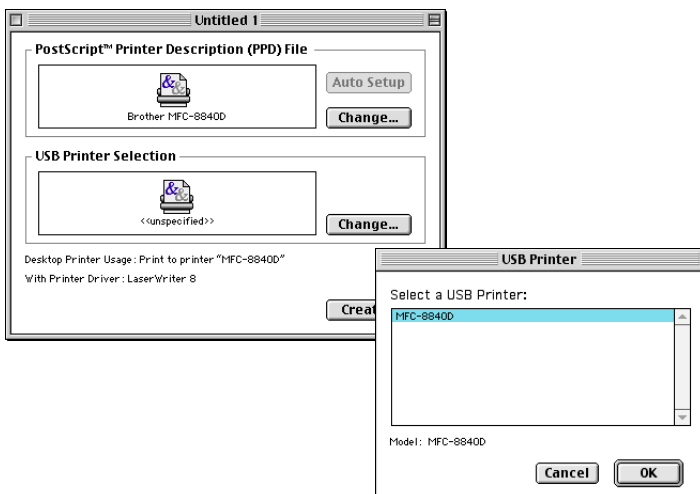 Untitled 1
PostScript™ Printer Description (PPD) File
Auto Setup
Brother MFC-8840D
Change...
USB Printer Selection
<<unspecified>>
Change...
Desktop Printer Usage: Print to printer "MFC-8840D"
With Printer Driver: LaserWriter 8
Creat
USB Printer
Select a USB Printer:
MFC-8840D
Model: MFC-8840D
Cancel
OK